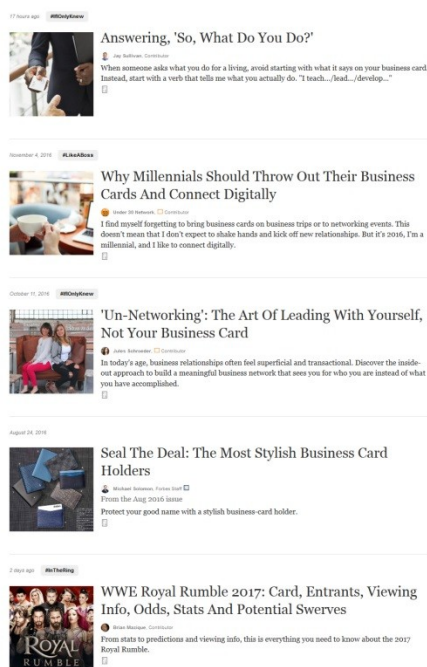 17 hours ago #IfIOnlyKnew
Answering, 'So, What Do You Do?'
Jay Sullivan, Contributor
When someone asks what you do for a living, avoid starting with what it says on your business card
Instead, start with a verb that tells me what you actually do. "I teach.../lead.../develop..."
November 4, 2016 #LikeABoss
Why Millennials Should Throw Out Their Business
Cards And Connect Digitally
Under 30 Network, Contributor
I find myself forgetting to bring business cards on business trips or to networking events. This
doesn't mean that I don't expect to shake hands and kick off new relationships. But it's 2016, I'm a
millennial, and I like to connect digitally.
October 11, 2016 #IfIOnlyKnew
'Un-Networking': The Art Of Leading With Yourself,
Not Your Business Card
Jules Schroeder, Contributor
In today's age, business relationships often feel superficial and transactional. Discover the inside-
out approach to build a meaningful business network that sees you for who you are instead of what
you have accomplished.
August 24, 2016
Seal The Deal: The Most Stylish Business Card
Holders
Michael Solomon, Forbes Staff
From the Aug 2016 issue
Protect your good name with a stylish business-card holder.
2 days ago #InTheRing
WWE Royal Rumble 2017: Card, Entrants, Viewing
Info, Odds, Stats And Potential Swerves
Brian Mazique, Contributor
From stats to predictions and viewing info, this is everything you need to know about the 2017
Royal Rumble.
ROYAL
RUMBLE